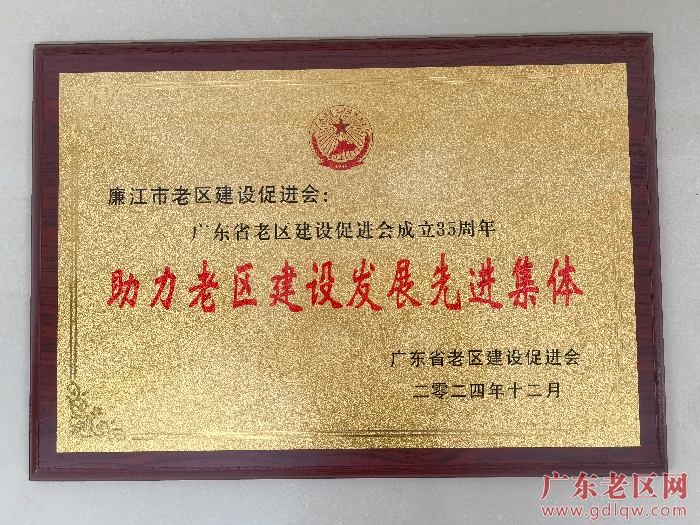 廉江市老区建设促进会：
广东省老区建设促进会成立35周年
助力老区建设发展先进集体
广东省老区建设促进会
二零二四年十二月
广东老区网
www.gdlqw.com